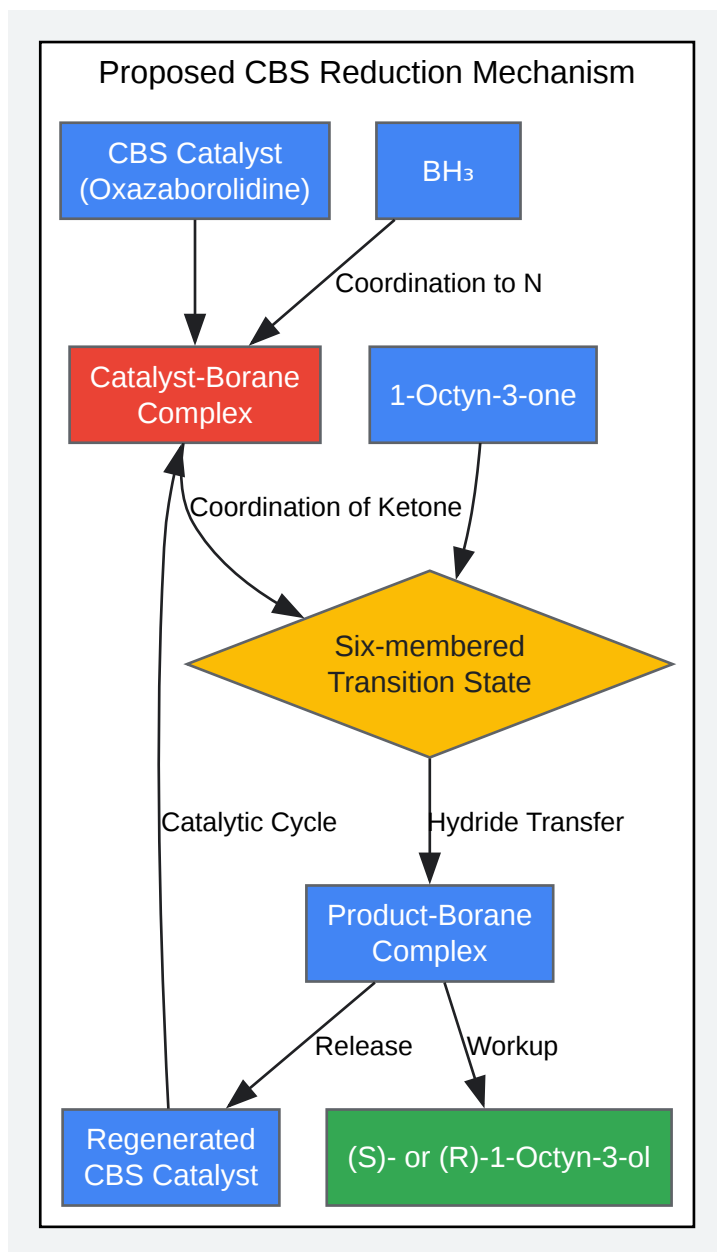 Proposed CBS Reduction Mechanism
CBS Catalyst
(Oxazaborolidine)
BH₃
Coordination to N
Catalyst-Borane
Complex
1-Octyn-3-one
Coordination of Ketone
Six-membered
Transition State
Catalytic Cycle
Hydride Transfer
Product-Borane
Complex
Release
Workup
Regenerated
CBS Catalyst
(S)- or (R)-1-Octyn-3-ol